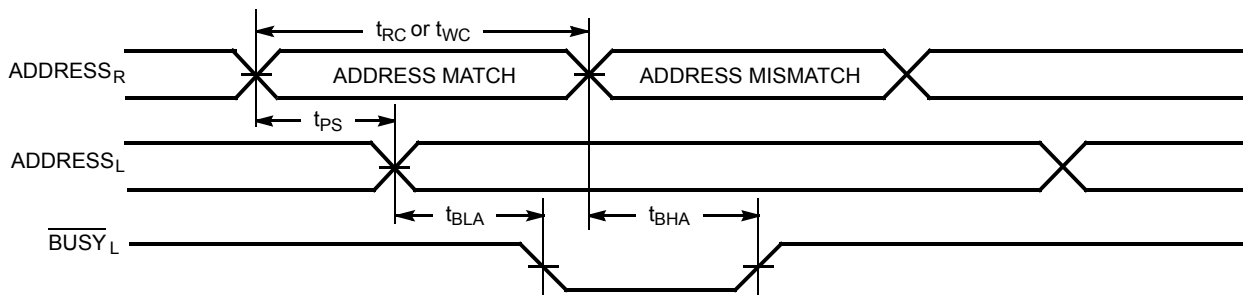 tRC or tWC
ADDRESSR
ADDRESS MATCH
ADDRESS MISMATCH
tPS
ADDRESSL
tBLA
tBHA
BUSYL